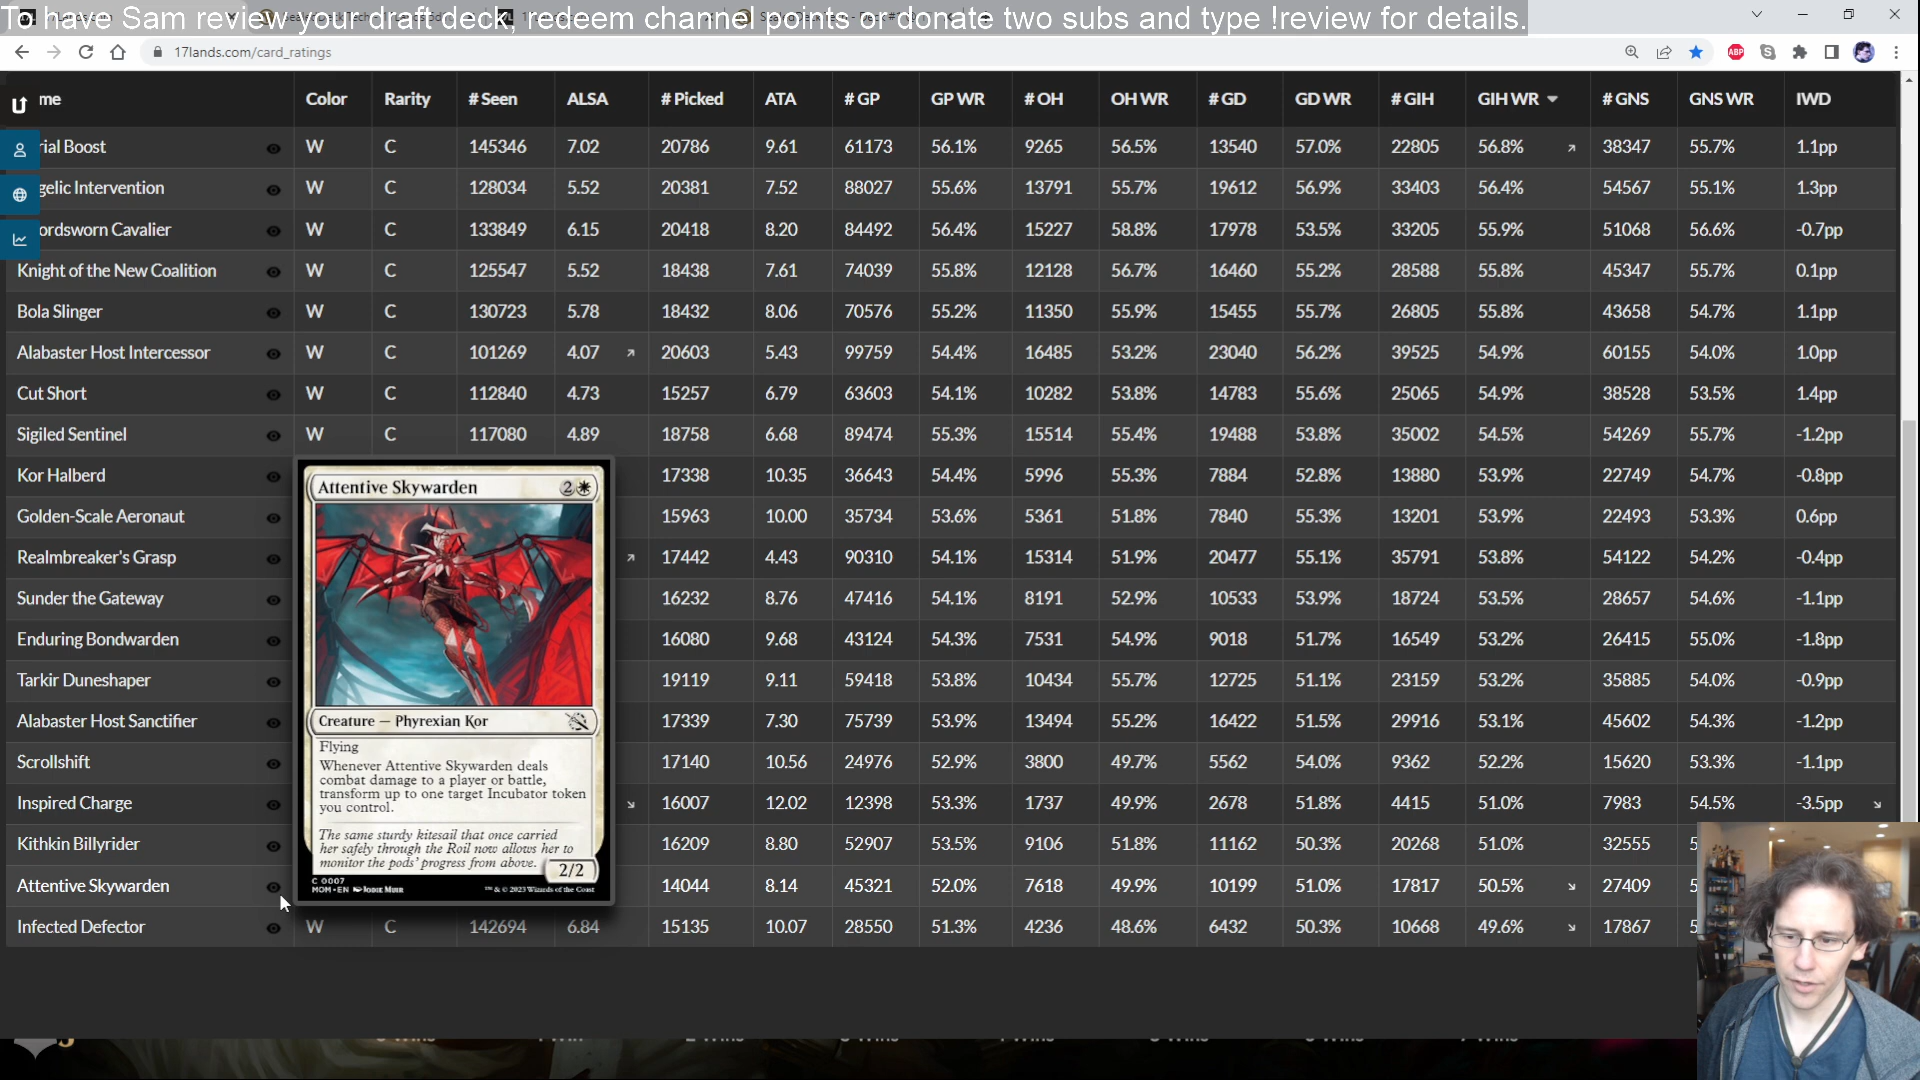 To have Sam review your draft deck, redeem channel points or donate two subs and type !review for details.
17lands.com/card_ratings
ABP
me Color Rarity # Seen ALSA # Picked ATA # GP GP WR # OH OH WR # GD GD WR # GIH GIH WR # GNS GNS WR IWD
rial Boost W C 145346 7.02 20786 9.61 61173 56.1% 9265 56.5% 13540 57.0% 22805 56.8% 38347 55.7% 1.1pp
gelic Intervention W C 128034 5.52 20381 7.52 88027 55.6% 13791 55.7% 19612 56.9% 33403 56.4% 54567 55.1% 1.3pp
ordsworn Cavalier W C 133849 6.15 20418 8.20 84492 56.4% 15227 58.8% 17978 53.5% 33205 55.9% 51068 56.6% -0.7pp
Knight of the New Coalition W C 125547 5.52 18438 7.61 74039 55.8% 12128 56.7% 16460 55.2% 28588 55.8% 45347 55.7% 0.1pp
Bola Slinger W C 130723 5.78 18432 8.06 70576 55.2% 11350 55.9% 15455 55.7% 26805 55.8% 43658 54.7% 1.1pp
Alabaster Host Intercessor W C 101269 4.07 20603 5.43 99759 54.4% 16485 53.2% 23040 56.2% 39525 54.9% 60155 54.0% 1.0pp
Cut Short W C 112840 4.73 15257 6.79 63603 54.1% 10282 53.8% 14783 55.6% 25065 54.9% 38528 53.5% 1.4pp
Sigiled Sentinel W C 117080 4.89 18758 6.68 89474 55.3% 15514 55.4% 19488 53.8% 35002 54.5% 54269 55.7% -1.2pp
Kor Halberd 17338 10.35 36643 54.4% 5996 55.3% 7884 52.8% 13880 53.9% 22749 54.7% -0.8pp
Golden-Scale Aeronaut 15963 10.00 35734 53.6% 5361 51.8% 7840 55.3% 13201 53.9% 22493 53.3% 0.6pp
Realmbreaker's Grasp 17442 4.43 90310 54.1% 15314 51.9% 20477 55.1% 35791 53.8% 54122 54.2% -0.4pp
Sunder the Gateway 16232 8.76 47416 54.1% 8191 52.9% 10533 53.9% 18724 53.5% 28657 54.6% -1.1pp
Enduring Bondwarden 16080 9.68 43124 54.3% 7531 54.9% 9018 51.7% 16549 53.2% 26415 55.0% -1.8pp
Tarkir Duneshaper 19119 9.11 59418 53.8% 10434 55.7% 12725 51.1% 23159 53.2% 35885 54.0% -0.9pp
Alabaster Host Sanctifier 17339 7.30 75739 53.9% 13494 55.2% 16422 51.5% 29916 53.1% 45602 54.3% -1.2pp
Scrollshift 17140 10.56 24976 52.9% 3800 49.7% 5562 54.0% 9362 52.2% 15620 53.3% -1.1pp
Inspired Charge 16007 12.02 12398 53.3% 1737 49.9% 2678 51.8% 4415 51.0% 7983 54.5% -3.5pp
Kithkin Billyrider 16209 8.80 52907 53.5% 9106 51.8% 11162 50.3% 20268 51.0% 32555 5
Attentive Skywarden 14044 8.14 45321 52.0% 7618 49.9% 10199 51.0% 17817 50.5% 27409 5
Infected Defector W C 142694 6.84 15135 10.07 28550 51.3% 4236 48.6% 6432 50.3% 10668 49.6% 17867 5
Attentive Skywarden 2
Creature — Phyrexian Kor
Flying
Whenever Attentive Skywarden deals
combat damage to a player or battle,
transform up to one target Incubator token
you control.
The same sturdy kitesail that once carried
her safely through the Roil now allows her to
monitor the pods' progress from above.
2/2
C 0007
MOM • EN Jodie Muir ™ & © 2023 Wizards of the Coast